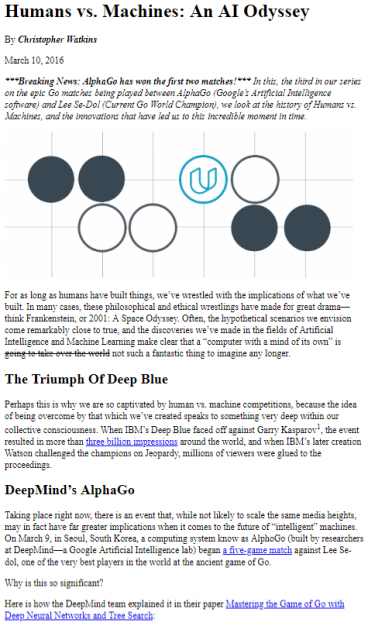 Humans vs. Machines: An AI Odyssey
By Christopher Watkins
March 10, 2016
***Breaking News: AlphaGo has won the first two matches!*** In this, the third in our series
on the epic Go matches being played between AlphaGo (Google's Artificial Intelligence
software) and Lee Se-Dol (Current Go World Champion), we look at the history of Humans vs.
Machines, and the innovations that have led us to this incredible moment in time.
For as long as humans have built things, we've wrestled with the implications of what we've
built. In many cases, these philosophical and ethical wrestlings have made for great drama—
think Frankenstein, or 2001: A Space Odyssey. Often, the hypothetical scenarios we envision
come remarkably close to true, and the discoveries we've made in the fields of Artificial
Intelligence and Machine Learning make clear that a “computer with a mind of its own” is
going to take over the world not such a fantastic thing to imagine any longer.
The Triumph Of Deep Blue
Perhaps this is why we are so captivated by human vs. machine competitions, because the idea
of being overcome by that which we've created speaks to something very deep within our
collective consciousness. When IBM's Deep Blue faced off against Garry Kasparov1, the event
resulted in more than three billion impressions around the world, and when IBM's later creation
Watson challenged the champions on Jeopardy, millions of viewers were glued to the
proceedings.
DeepMind's AlphaGo
Taking place right now, there is an event that, while not likely to scale the same media heights,
may in fact have far greater implications when it comes to the future of “intelligent” machines.
On March 9, in Seoul, South Korea, a computing system know as AlphoGo (built by researchers
at DeepMind—a Google Artificial Intelligence lab) began a five-game match against Lee Se-
dol, one of the very best players in the world at the ancient game of Go.
Why is this so significant?
Here is how the DeepMind team explained it in their paper Mastering the Game of Go with
Deep Neural Networks and Tree Search: